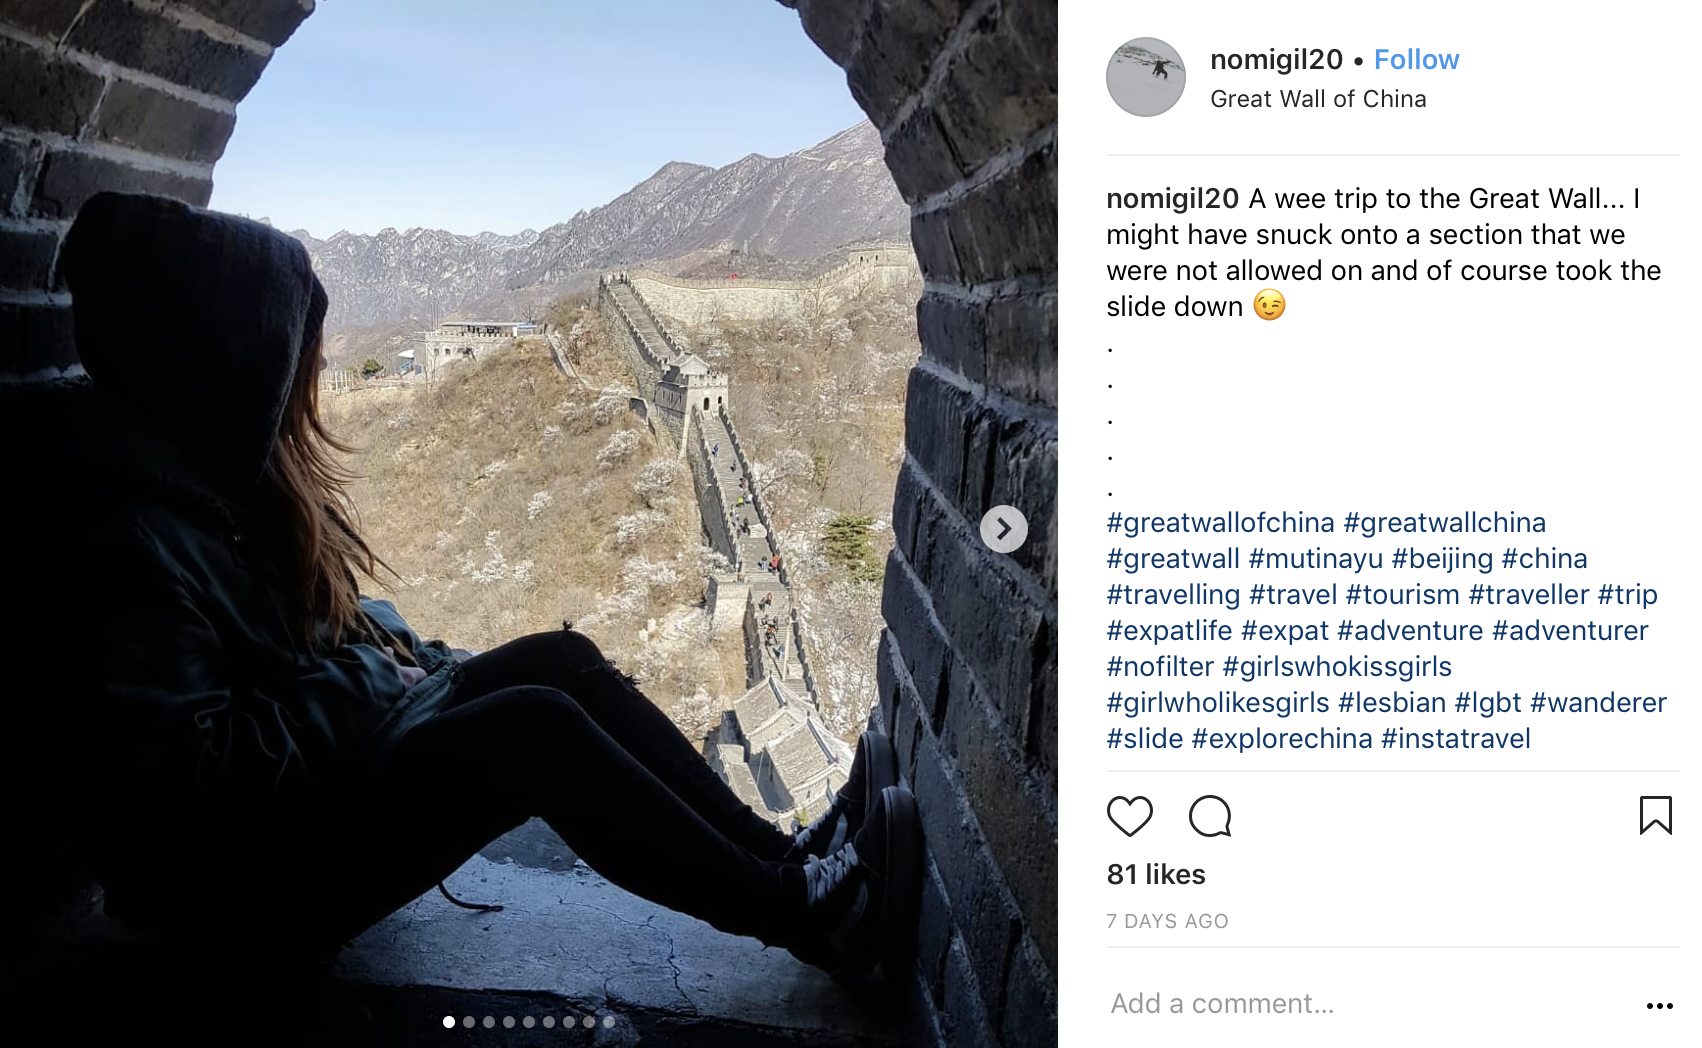 nomigil20 • Follow
Great Wall of China
nomigil20 A wee trip to the Great Wall... I
might have snuck onto a section that we
were not allowed on and of course took the
slide down 😉
.
.
.
.
.
#greatwallofchina #greatwallchina
#greatwall #mutinayu #beijing #china
#travelling #travel #tourism #traveller #trip
#expatlife #expat #adventure #adventurer
#nofilter #girlswhokissgirls
#girlwholikesgirls #lesbian #lgbt #wanderer
#slide #explorechina #instatravel
81 likes
7 DAYS AGO
Add a comment...